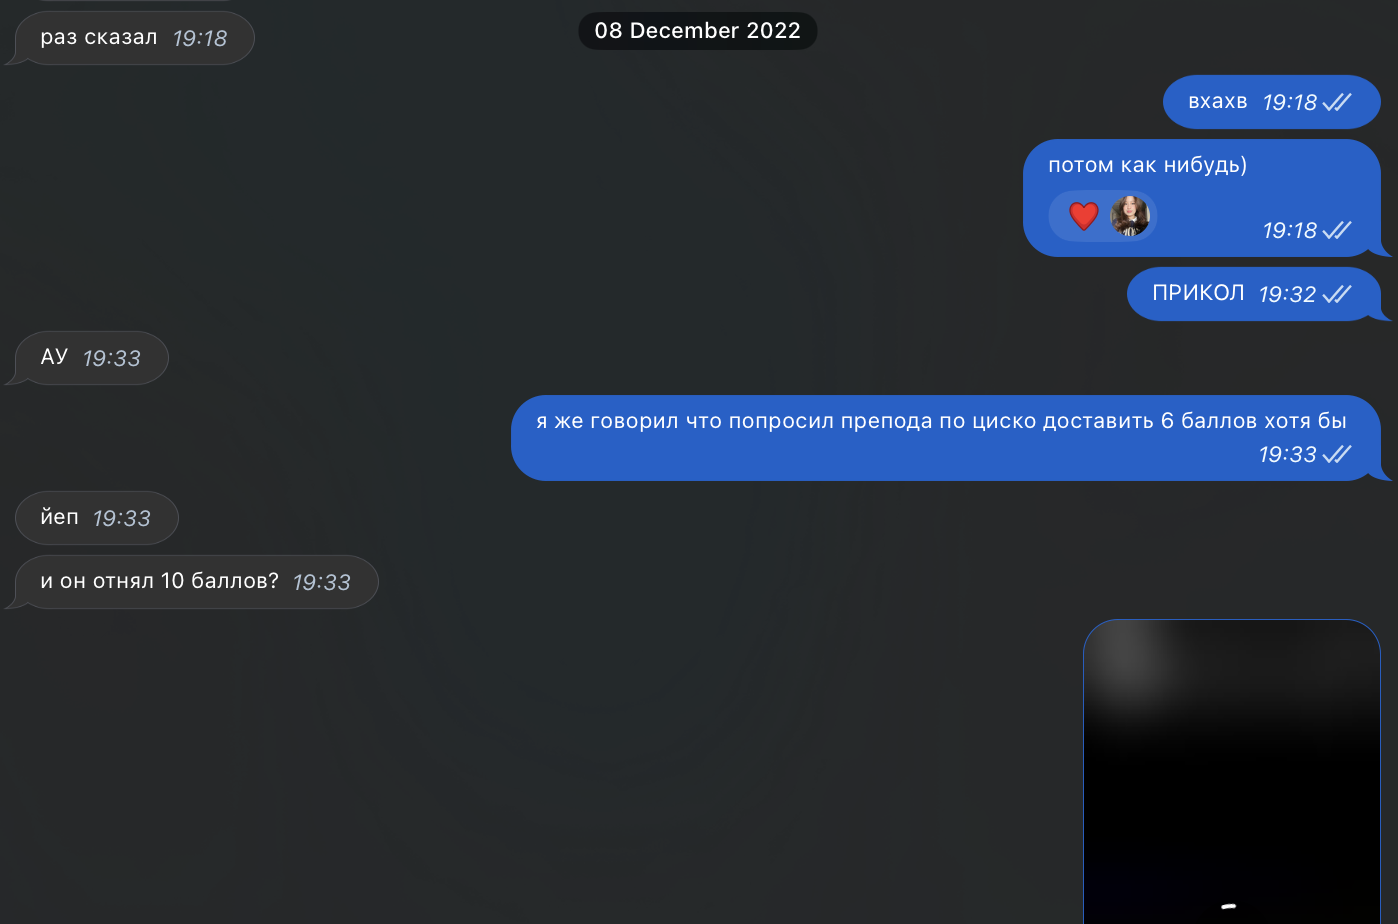 08 December 2022
раз сказал 19:18
вхахв 19:18
потом как нибудь)
19:18
ПРИКОЛ 19:32
АУ 19:33
я же говорил что попросил препода по циско доставить 6 баллов хотя бы
19:33
йеп 19:33
и он отнял 10 баллов? 19:33